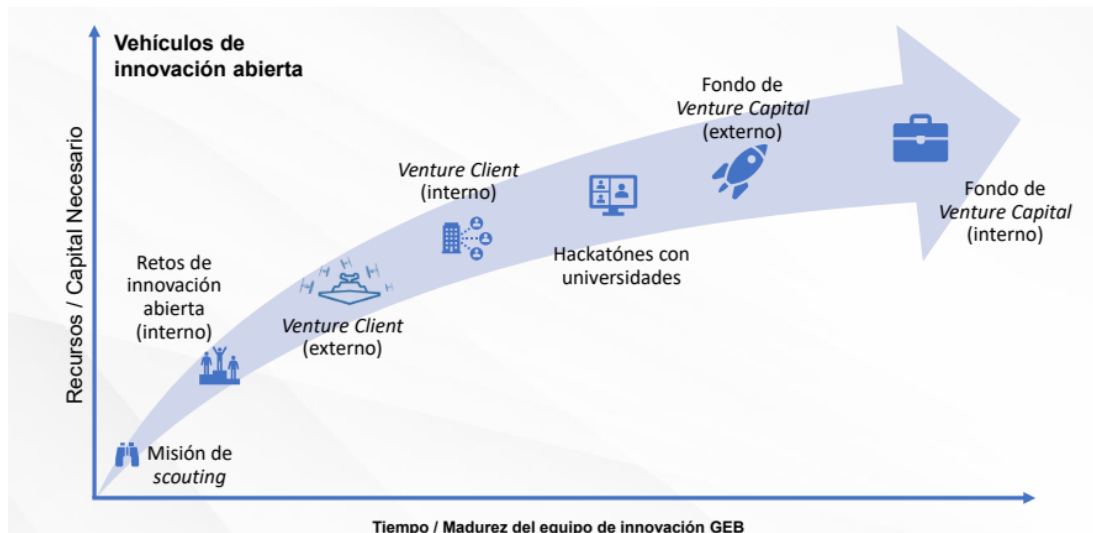 Vehículos de
innovación abierta
Recursos / Capital Necesario
Misión de
scouting
Retos de
innovación
abierta
(interno)
Venture Client
(externo)
Venture Client
(interno)
Hackatónes con
universidades
Fondo de
Venture Capital
(externo)
Fondo de
Venture Capital
(interno)
Tiempo / Madurez del equipo de innovación GEB